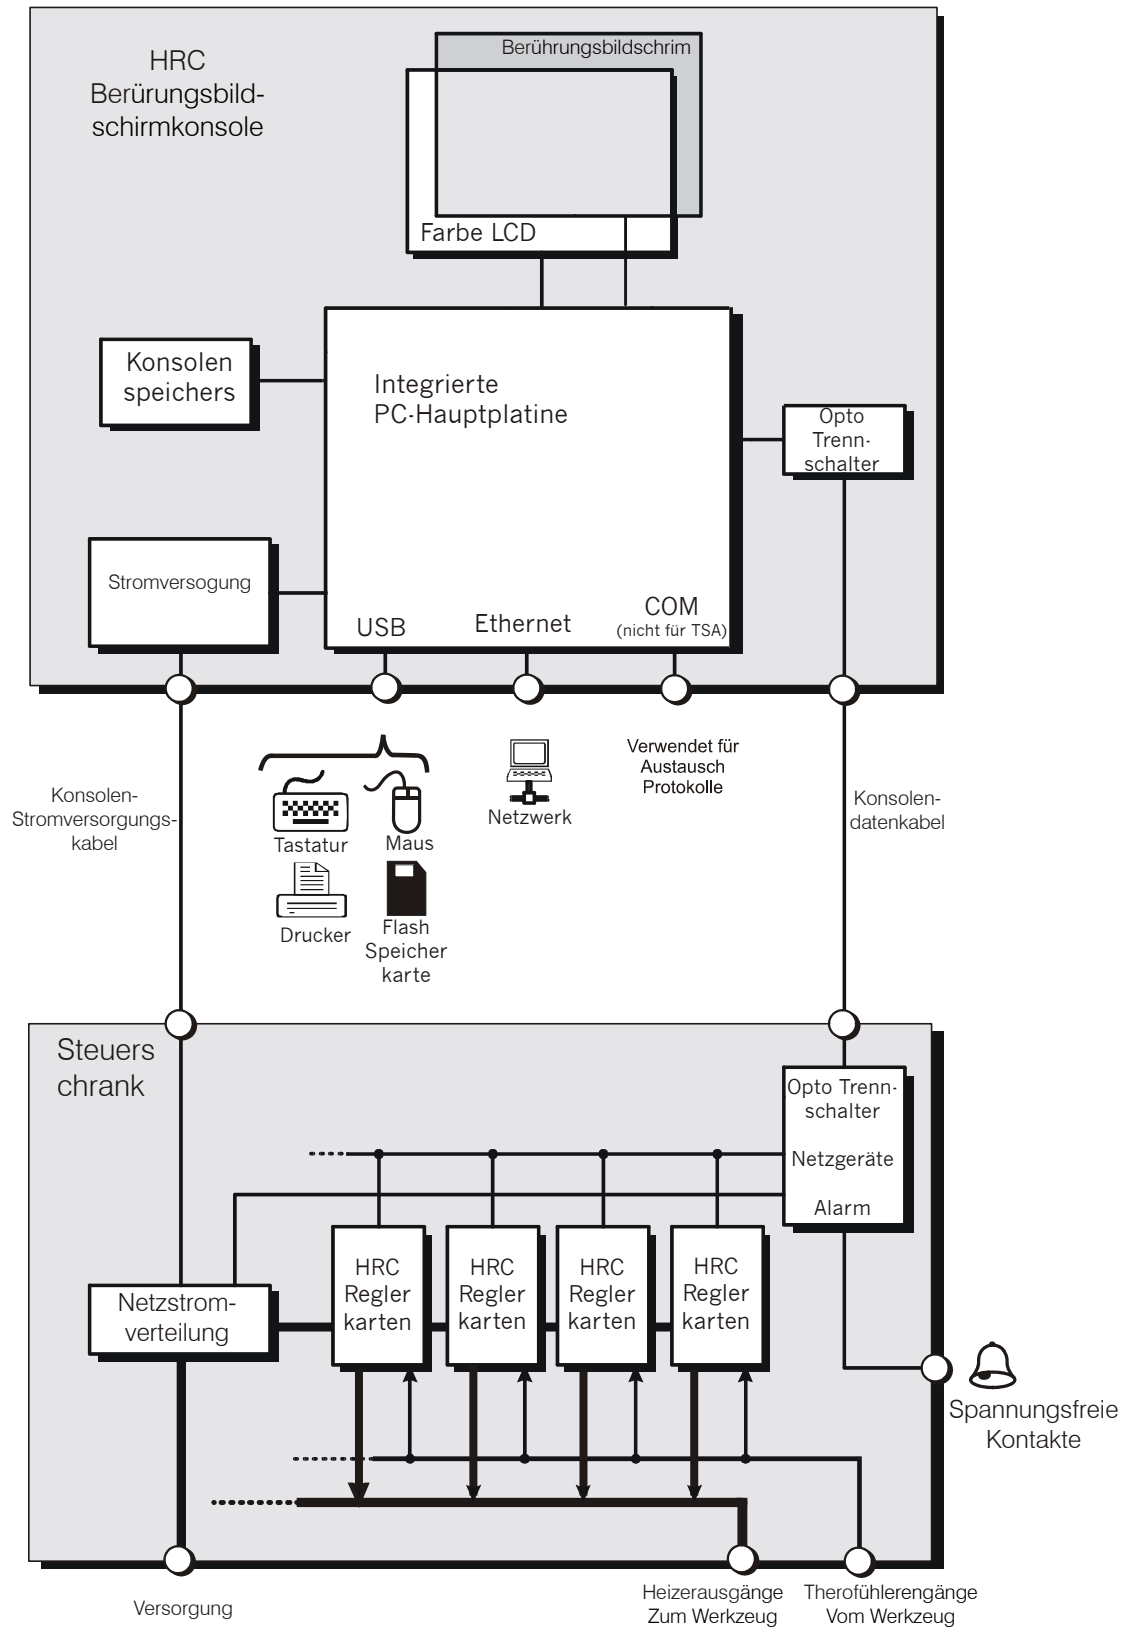 HRC
Berürungsbild-
schirmkonsole
Berührungsbildschrim
Farbe LCD
Konsolen
speichers
Integrierte
PC-Hauptplatine
Opto
Trenn-
schalter
Stromversogung
USB
Ethernet
COM
(nicht für TSA)
Konsolen-
Stromversorgungs-
kabel
Tastatur
Maus
Drucker
Flash
Speicher
karte
Netzwerk
Verwendet für
Austausch
Protokolle
Konsolen-
datenkabel
Steuers
chrank
Opto Trenn-
schalter
Netzgeräte
Alarm
HRC
Regler
karten
HRC
Regler
karten
HRC
Regler
karten
HRC
Regler
karten
Netzstrom-
verteilung
Spannungsfreie
Kontakte
Versorgung
Heizerausgänge
Zum Werkzeug
Therofühlerengänge
Vom Werkzeug